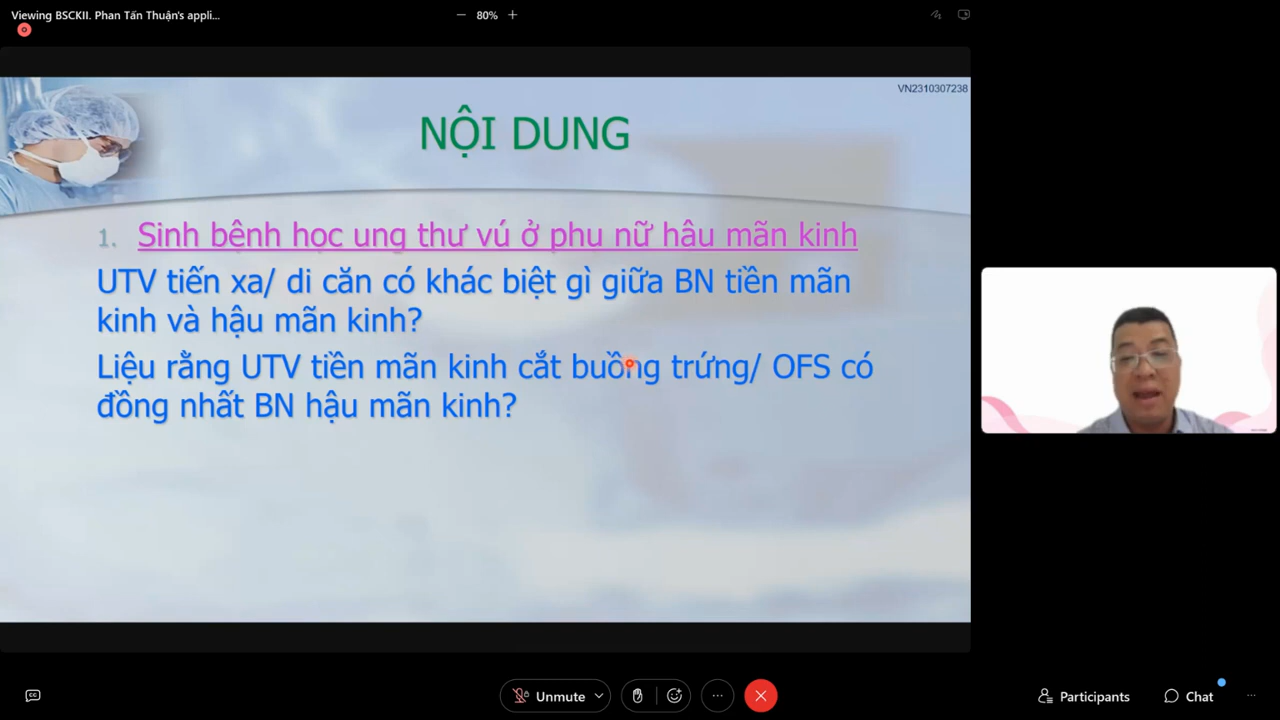 Viewing BSCKII. Phan Tấn Thuận's appli...
80%
VN2310307238
NỘI DUNG
1. Sinh bệnh học ung thư vú ở phụ nữ hâu mãn kinh
UTV tiến xa/ di căn có khác biệt gì giữa BN tiền mãn
kinh và hậu mãn kinh?
Liệu rằng UTV tiền mãn kinh cắt buồng trứng/ OFS có
đồng nhất BN hậu mãn kinh?
CC
Unmute
Participants
Chat